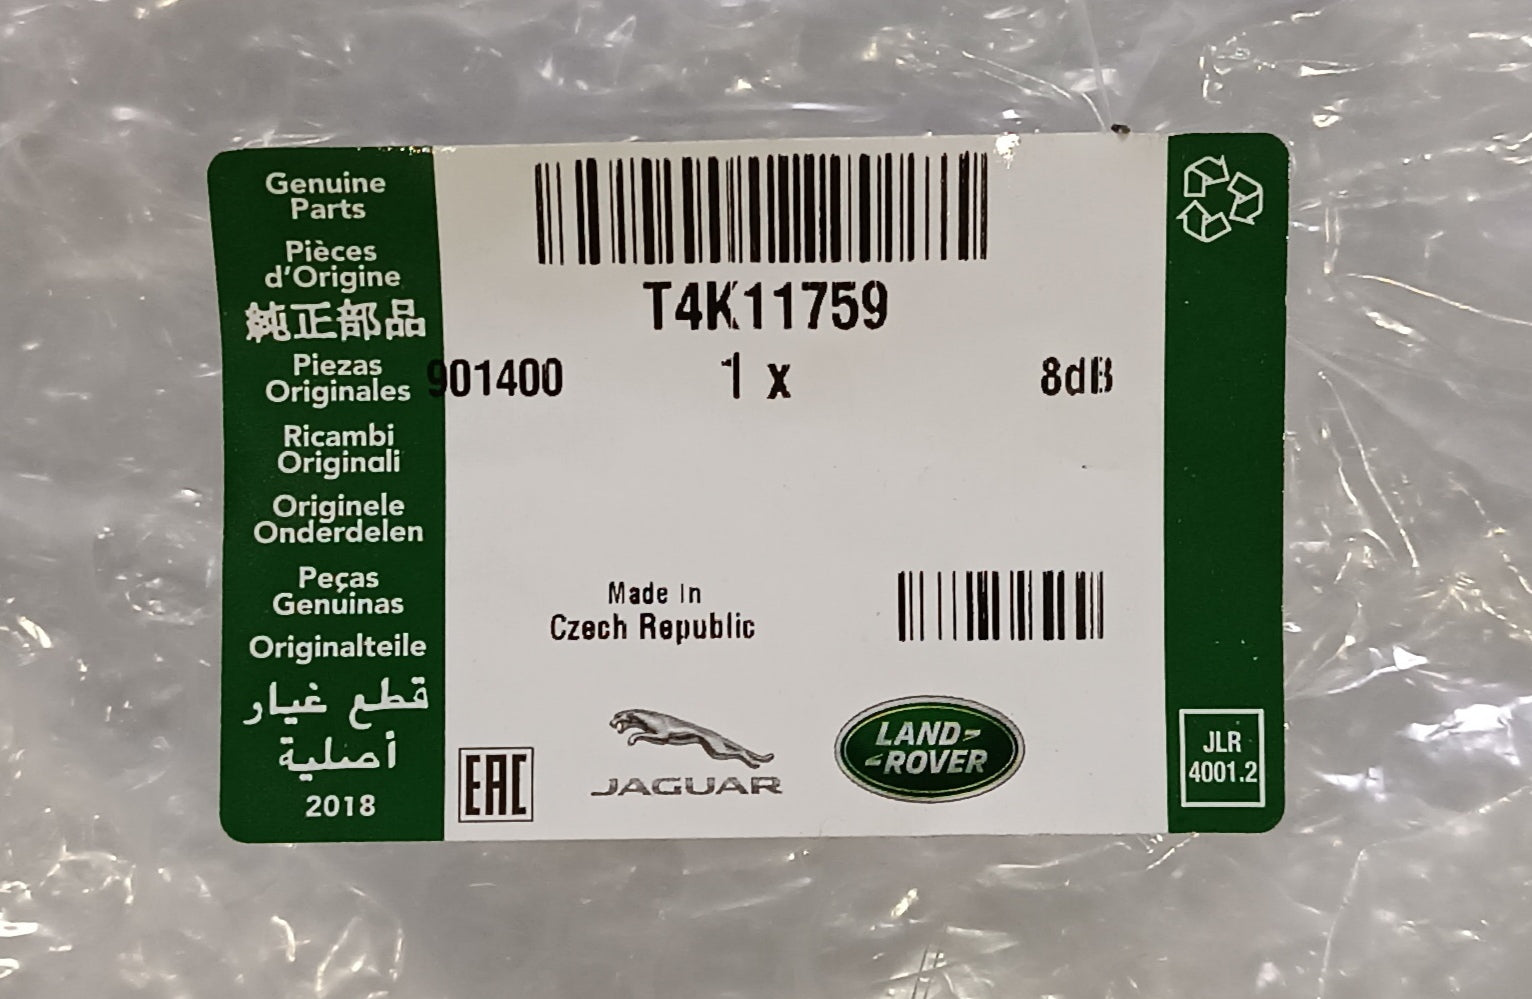 Genuine
Parts
Pièces
d'Origine
純正部品
Piezas
Originales
Ricambi
Originali
Originele
Onderdelen
Peças
Genuinas
Originalteile
قطع غيار
أصلية
2018
T4K11759
901400 1 x 8dB
Made In
Czech Republic
EAC
JAGUAR
LAND-
-ROVER
JLR
4001.2